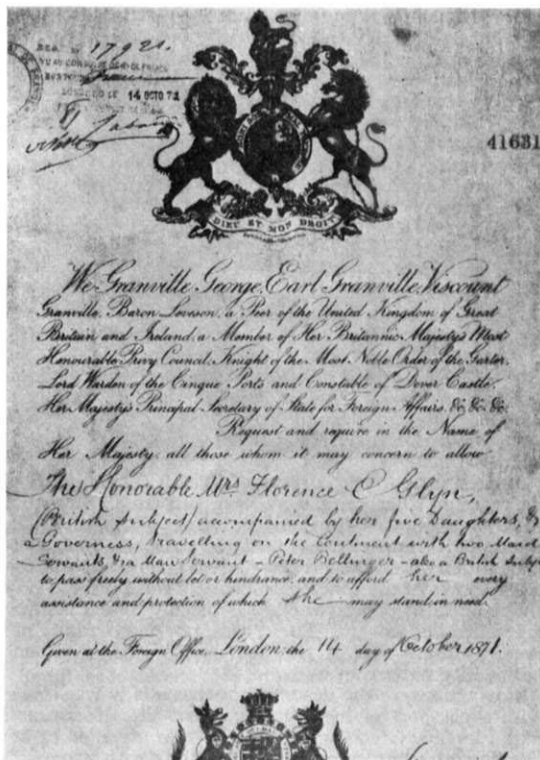 17921.
14 OCTO 71
41631
DIEU ET MON DROIT
We Granville George, Earl Granville, Viscount
Granville, Baron Leveson, a Peer of the United Kingdom of Great
Britain and Ireland, a Member of Her Britannic Majesty's Most
Honourable Privy Council, Knight of the Most Noble Order of the Garter,
Lord Warden of the Cinque Ports and Constable of Dover Castle,
Her Majesty's Principal Secretary of State for Foreign Affairs, &c. &c. &c.
Request and require in the Name of
Her Majesty, all those whom it may concern to allow
The Honorable Mrs Florence C Glyn,
(British Subject) accompanied by her five Daughters, &
a Governess, travelling on the Continent with two Maid
Servants, & a Man Servant - Peter Bellinger - also a British Subject
to pass freely without let or hindrance, and to afford her every
assistance and protection of which she may stand in need.
Given at the Foreign Office, London, the 14 day of October 1871.